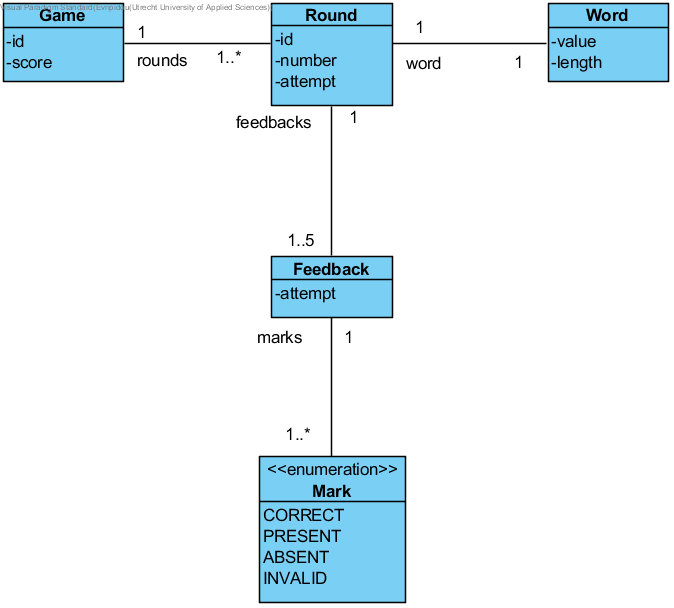 Visual Paradigm Standard(Evripidou(Utrecht University of Applied Sciences))
Game
-id
-score
1
rounds
1..*
Round
-id
-number
-attempt
1
word
1
Word
-value
-length
feedbacks
1
1..5
Feedback
-attempt
marks
1
1..*
<<enumeration>>
Mark
CORRECT
PRESENT
ABSENT
INVALID